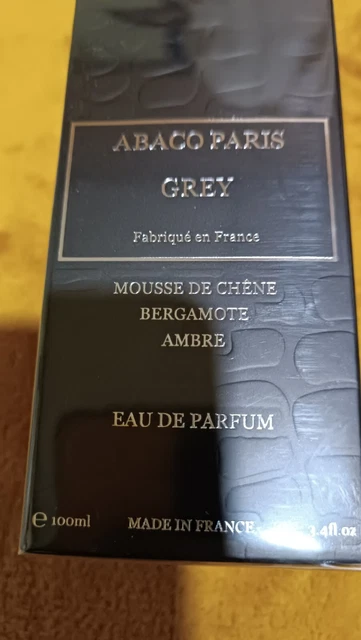 ABACO PARIS
GREY
Fabriqué en France
MOUSSE DE CHÊNE
BERGAMOTE
AMBRE
EAU DE PARFUM
℮ 100ml MADE IN FRANCE 3.4fl.oz